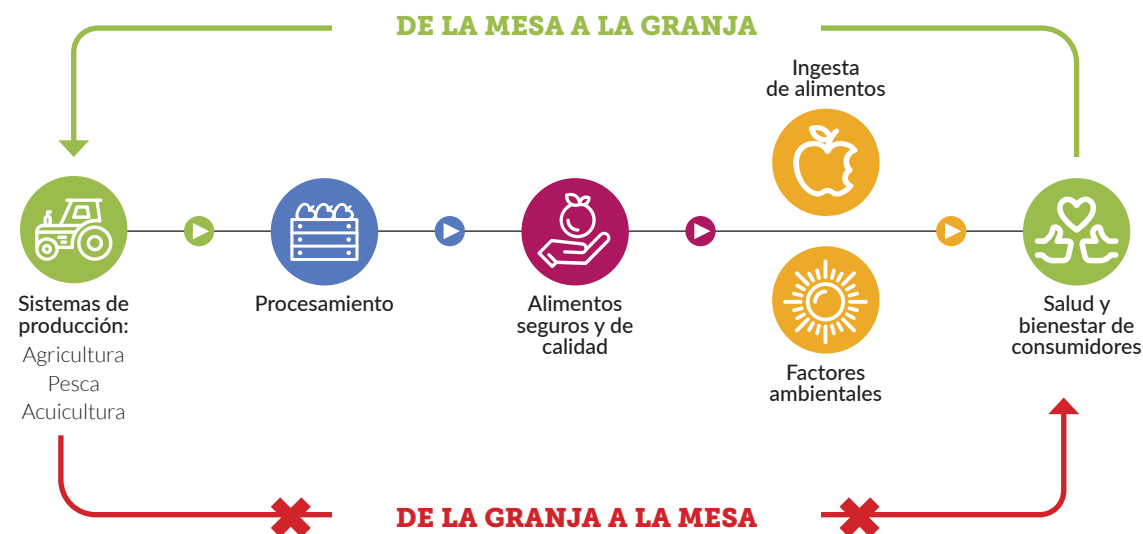 DE LA MESA A LA GRANJA
Ingesta
de alimentos
Sistemas de
producción:
Agricultura
Pesca
Acuicultura
Procesamiento
Alimentos
seguros y de
calidad
Factores
ambientales
Salud y
bienestar de
consumidores
DE LA GRANJA A LA MESA